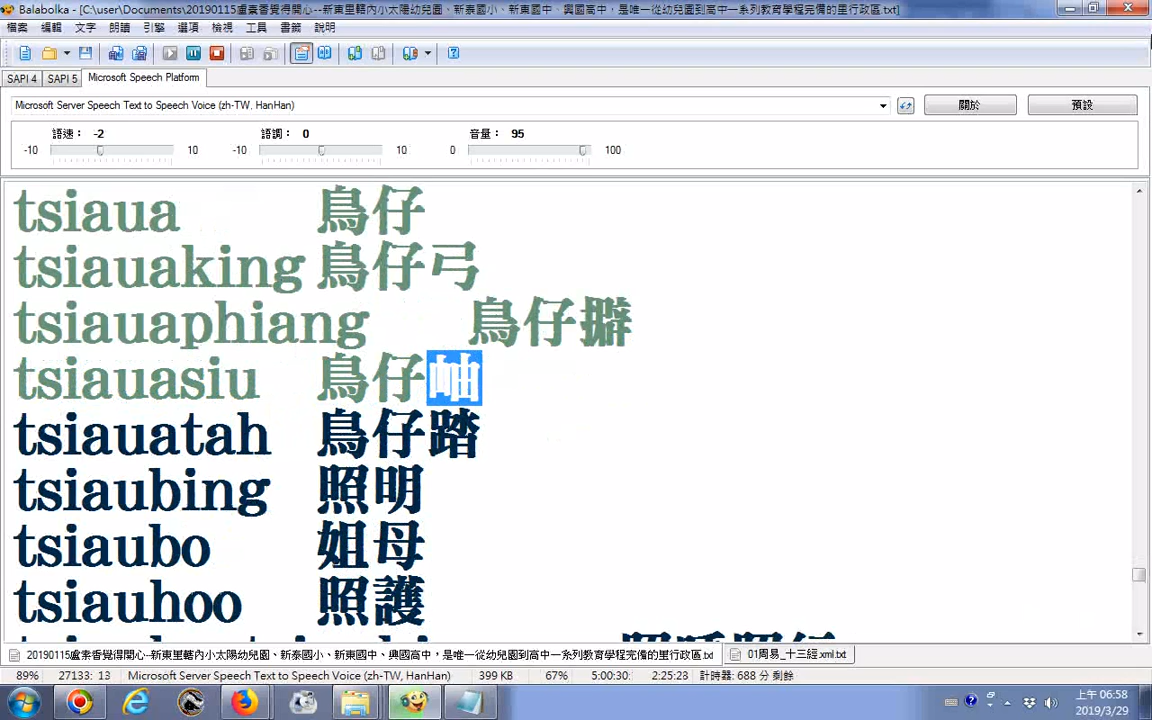 Balabolka - [C:\user\Documents\20190115盧素香覺得開心--新東里轄內小太陽幼兒園、新泰國小、新東國中、興國高中，是唯一從幼兒園到高中一系列教育學程完備的里行政區.txt]
檔案 編輯 文字 朗讀 引擎 選項 檢視 工具 書籤 說明
SAPI 4 SAPI 5 Microsoft Speech Platform
Microsoft Server Speech Text to Speech Voice (zh-TW, HanHan) 關於 預設
語速： -2 語調： 0 音量： 95
-10 10 -10 10 0 100
tsiaua 鳥仔
tsiauaking 鳥仔弓
tsiauaphiang 鳥仔擗
tsiauasiu 鳥仔岫
tsiauatah 鳥仔踏
tsiaubing 照明
tsiaubo 姐母
tsiauhoo 照護
20190115盧素香覺得開心--新東里轄內小太陽幼兒園、新泰國小、新東國中、興國高中，是唯一從幼兒園到高中一系列教育學程完備的里行政區.txt 01周易_十三經.xml.txt
89% 27133: 13 Microsoft Server Speech Text to Speech Voice (zh-TW, HanHan) 399 KB 67% 5:00:30: 2:25:28 計時器: 688 分 剩餘
上午 06:58
2019/3/29